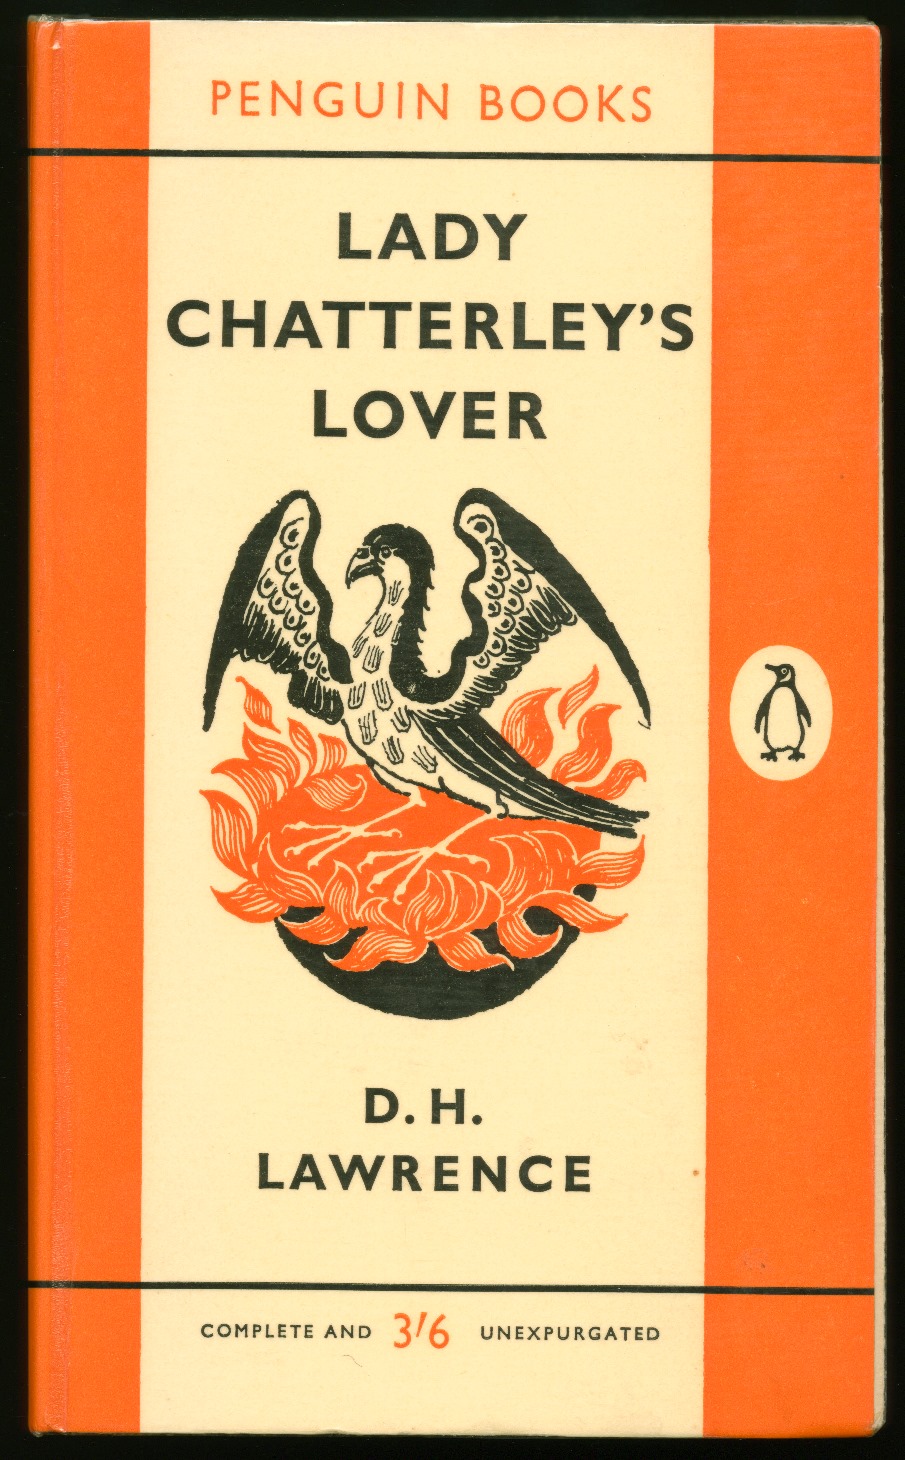 PENGUIN BOOKS
LADY
CHATTERLEY'S
LOVER
D. H.
LAWRENCE
COMPLETE AND 3/6 UNEXPURGATED